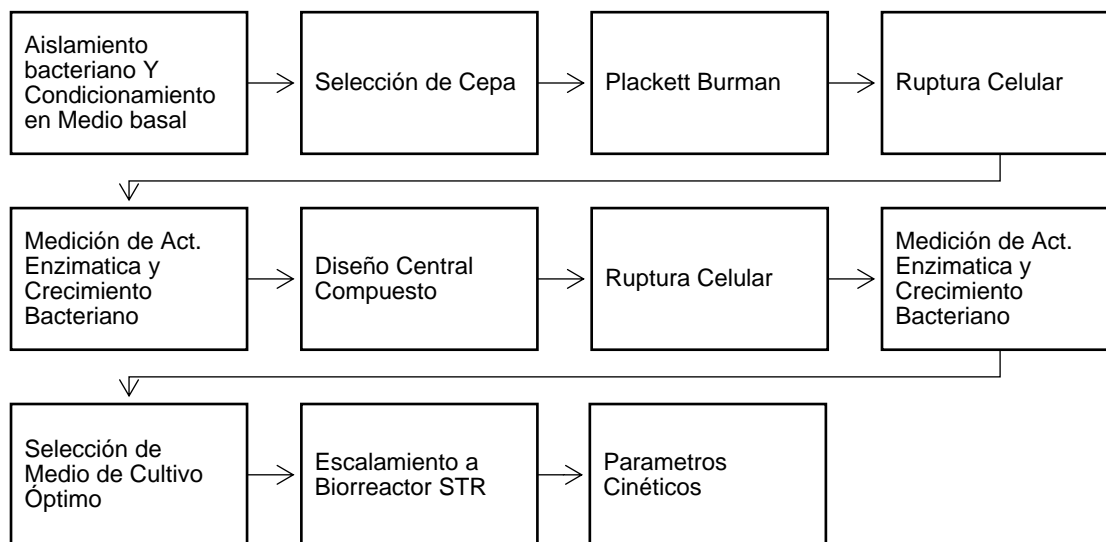 Aislamiento
bacteriano Y
Condicionamiento
en Medio basal
Selección de Cepa
Plackett Burman
Ruptura Celular
Medición de Act.
Enzimatica y
Crecimiento
Bacteriano
Diseño Central
Compuesto
Ruptura Celular
Medición de Act.
Enzimatica y
Crecimiento
Bacteriano
Selección de
Medio de Cultivo
Óptimo
Escalamiento a
Biorreactor STR
Parametros
Cinéticos